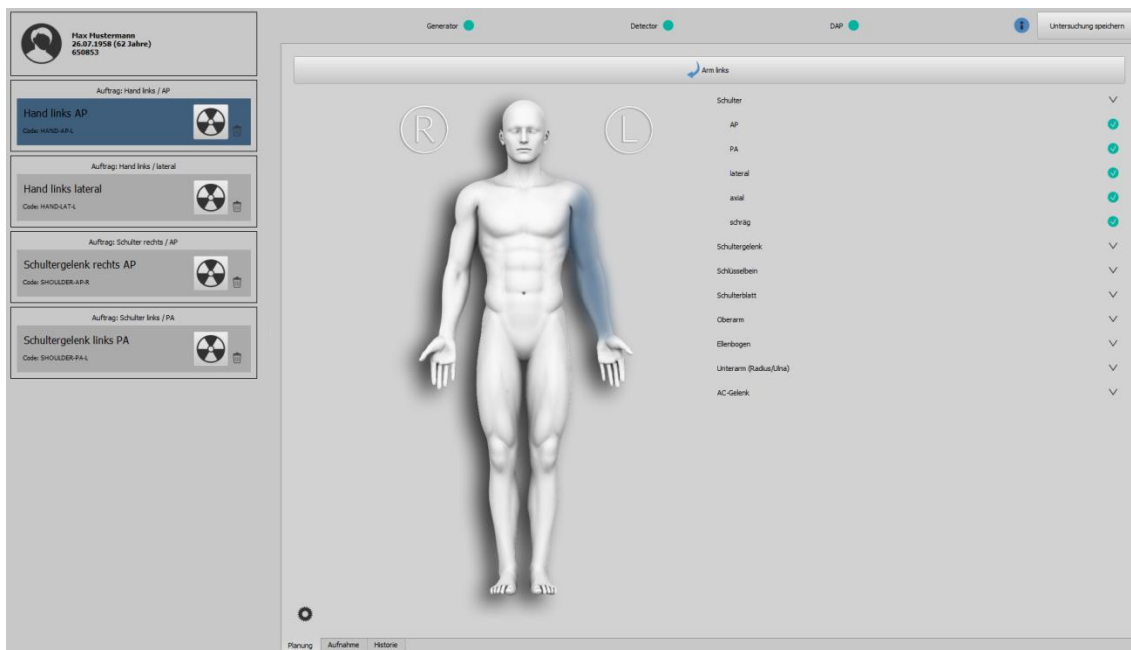 Max Mustermann
26.07.1958 (62 Jahre)
650853
Auftrag: Hand links / AP
Hand links AP
Code: HAND-AP-L
Auftrag: Hand links / lateral
Hand links lateral
Code: HAND-LAT-L
Auftrag: Schulter rechts / AP
Schultergelenk rechts AP
Code: SHOULDER-AP-R
Auftrag: Schulter links / PA
Schultergelenk links PA
Code: SHOULDER-PA-L
Generator
Detector
DAP
i
Untersuchung speichern
Arm links
R
L
Schulter
AP
PA
lateral
axial
schräg
Schultergelenk
Schlüsselbein
Schulterblatt
Oberarm
Ellenbogen
Unterarm (Radius/Ulna)
AC-Gelenk
Planung Aufnahme Historie